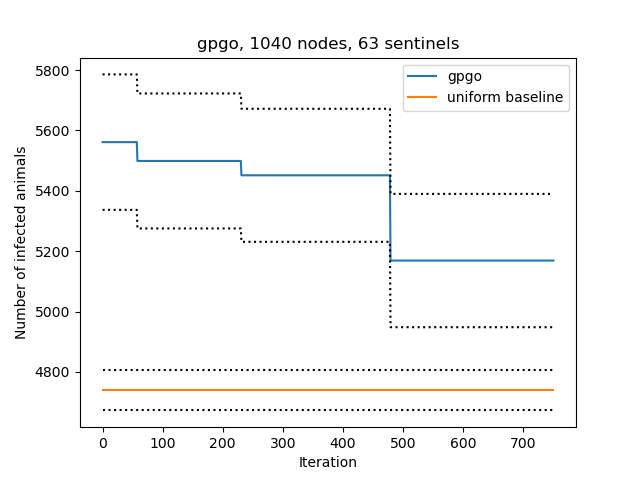 gpgo, 1040 nodes, 63 sentinels
gpgo
uniform baseline
Number of infected animals
5800
5600
5400
5200
5000
4800
0 100 200 300 400 500 600 700
Iteration